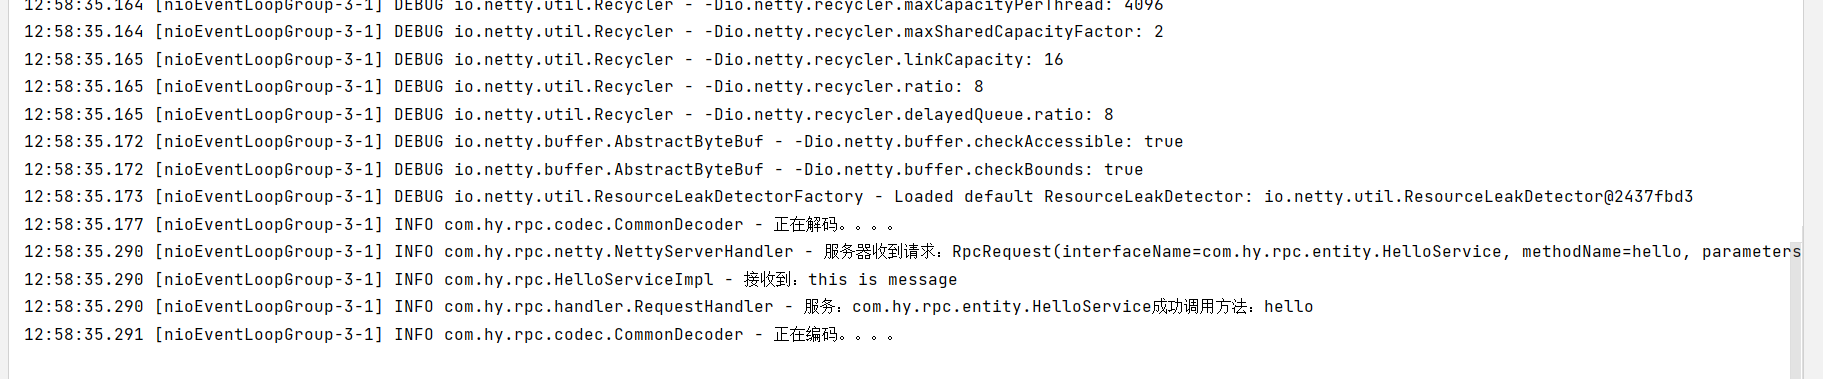 12:58:35.164 [nioEventLoopGroup-3-1] DEBUG io.netty.util.Recycler - -Dio.netty.recycler.maxCapacityPerThread: 4096
12:58:35.164 [nioEventLoopGroup-3-1] DEBUG io.netty.util.Recycler - -Dio.netty.recycler.maxSharedCapacityFactor: 2
12:58:35.165 [nioEventLoopGroup-3-1] DEBUG io.netty.util.Recycler - -Dio.netty.recycler.linkCapacity: 16
12:58:35.165 [nioEventLoopGroup-3-1] DEBUG io.netty.util.Recycler - -Dio.netty.recycler.ratio: 8
12:58:35.165 [nioEventLoopGroup-3-1] DEBUG io.netty.util.Recycler - -Dio.netty.recycler.delayedQueue.ratio: 8
12:58:35.172 [nioEventLoopGroup-3-1] DEBUG io.netty.buffer.AbstractByteBuf - -Dio.netty.buffer.checkAccessible: true
12:58:35.172 [nioEventLoopGroup-3-1] DEBUG io.netty.buffer.AbstractByteBuf - -Dio.netty.buffer.checkBounds: true
12:58:35.173 [nioEventLoopGroup-3-1] DEBUG io.netty.util.ResourceLeakDetectorFactory - Loaded default ResourceLeakDetector: io.netty.util.ResourceLeakDetector@2437fbd3
12:58:35.177 [nioEventLoopGroup-3-1] INFO com.hy.rpc.codec.CommonDecoder - 正在解码。。。。
12:58:35.290 [nioEventLoopGroup-3-1] INFO com.hy.rpc.netty.NettyServerHandler - 服务器收到请求：RpcRequest(interfaceName=com.hy.rpc.entity.HelloService, methodName=hello, parameters
12:58:35.290 [nioEventLoopGroup-3-1] INFO com.hy.rpc.HelloServiceImpl - 接收到：this is message
12:58:35.290 [nioEventLoopGroup-3-1] INFO com.hy.rpc.handler.RequestHandler - 服务：com.hy.rpc.entity.HelloService成功调用方法：hello
12:58:35.291 [nioEventLoopGroup-3-1] INFO com.hy.rpc.codec.CommonDecoder - 正在编码。。。。